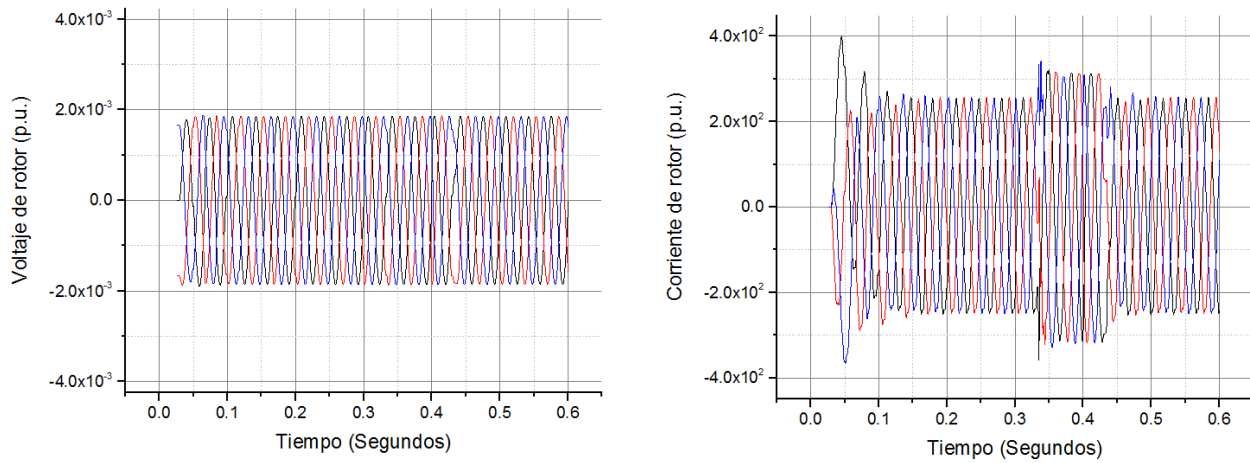 4.0x10⁻³
2.0x10⁻³
0.0
-2.0x10⁻³
-4.0x10⁻³
Voltaje de rotor (p.u.)
0.0 0.1 0.2 0.3 0.4 0.5 0.6
Tiempo (Segundos)
4.0x10²
2.0x10²
0.0
-2.0x10²
-4.0x10²
Corriente de rotor (p.u.)
0.0 0.1 0.2 0.3 0.4 0.5 0.6
Tiempo (Segundos)